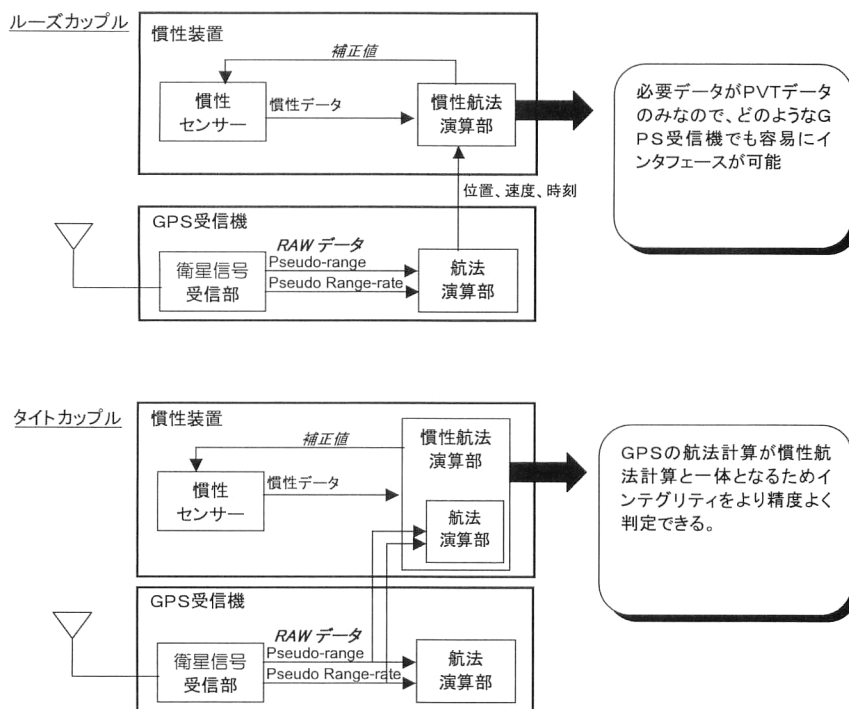 ルーズカップル
慣性装置
補正値
慣性
センサー
慣性データ
慣性航法
演算部
必要データがPVTデータ
のみなので、どのようなG
PS受信機でも容易にイ
ンタフェースが可能
位置、速度、時刻
GPS受信機
RAW データ
Pseudo-range
Pseudo Range-rate
衛星信号
受信部
航法
演算部
タイトカップル
慣性装置
補正値
慣性
センサー
慣性データ
慣性航法
演算部
航法
演算部
GPSの航法計算が慣性航
法計算と一体となるためイ
ンテグリティをより精度よく
判定できる。
GPS受信機
RAW データ
Pseudo-range
Pseudo Range-rate
衛星信号
受信部
航法
演算部